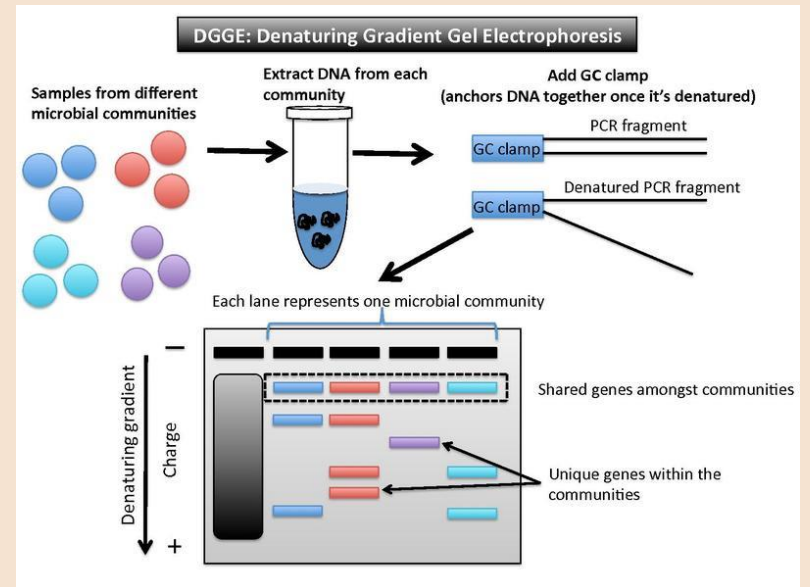 DGGE: Denaturing Gradient Gel Electrophoresis
Samples from different
microbial communities
Extract DNA from each
community
Add GC clamp
(anchors DNA together once it's denatured)
PCR fragment
GC clamp
Denatured PCR fragment
GC clamp
Each lane represents one microbial community
–
Denaturing gradient
Charge
+
Shared genes amongst communities
Unique genes within the
communities